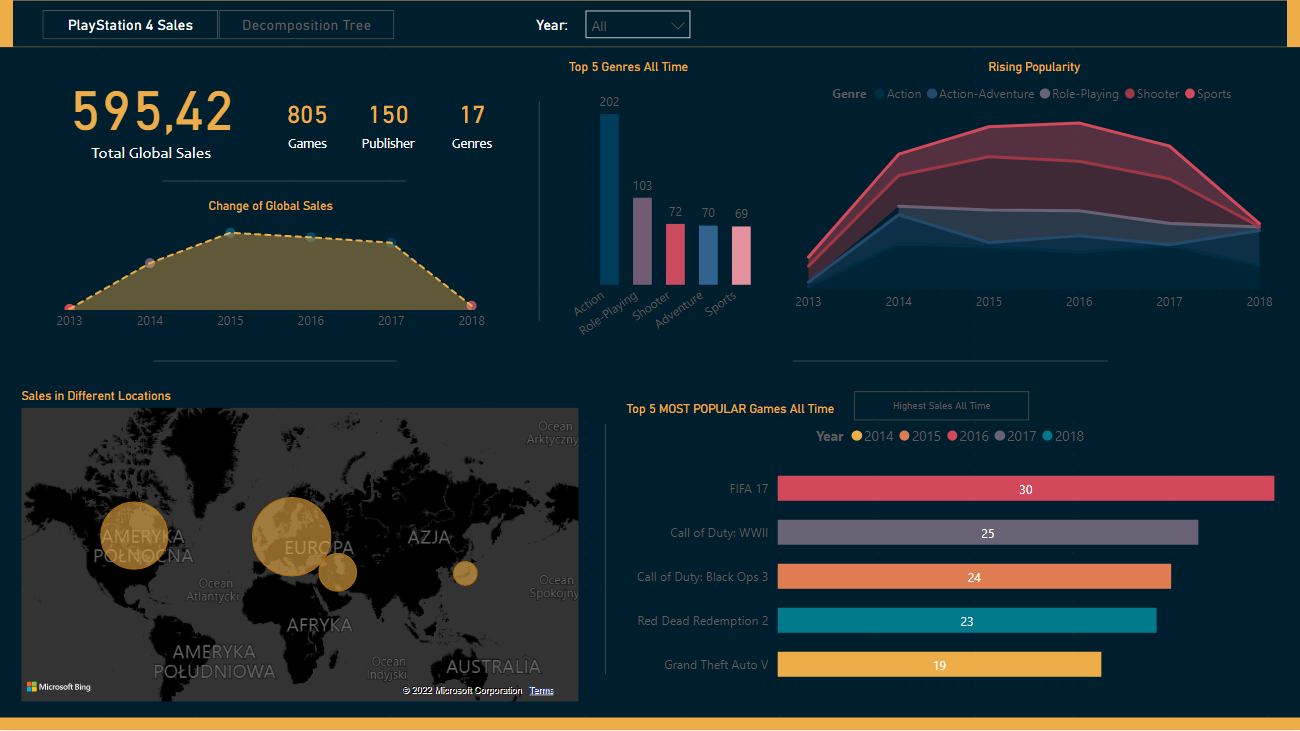 PlayStation 4 Sales
Decomposition Tree
Year:
All
595,42
Total Global Sales
805
Games
150
Publisher
17
Genres
Change of Global Sales
2013 2014 2015 2016 2017 2018
Top 5 Genres All Time
202
103
72
70
69
Action
Role-Playing
Shooter
Adventure
Sports
Rising Popularity
Genre Action Action-Adventure Role-Playing Shooter Sports
2013 2014 2015 2016 2017 2018
Sales in Different Locations
Ocean
Arktyczny
AMERYKA
PÓŁNOCNA
EUROPA
AZJA
Ocean
Atlantycki
Ocean
Spokojny
AFRYKA
AMERYKA
POŁUDNIOWA
Ocean
Indyjski
AUSTRALIA
Microsoft Bing
© 2022 Microsoft Corporation Terms
Top 5 MOST POPULAR Games All Time
Highest Sales All Time
Year 2014 2015 2016 2017 2018
FIFA 17 30
Call of Duty: WWII 25
Call of Duty: Black Ops 3 24
Red Dead Redemption 2 23
Grand Theft Auto V 19